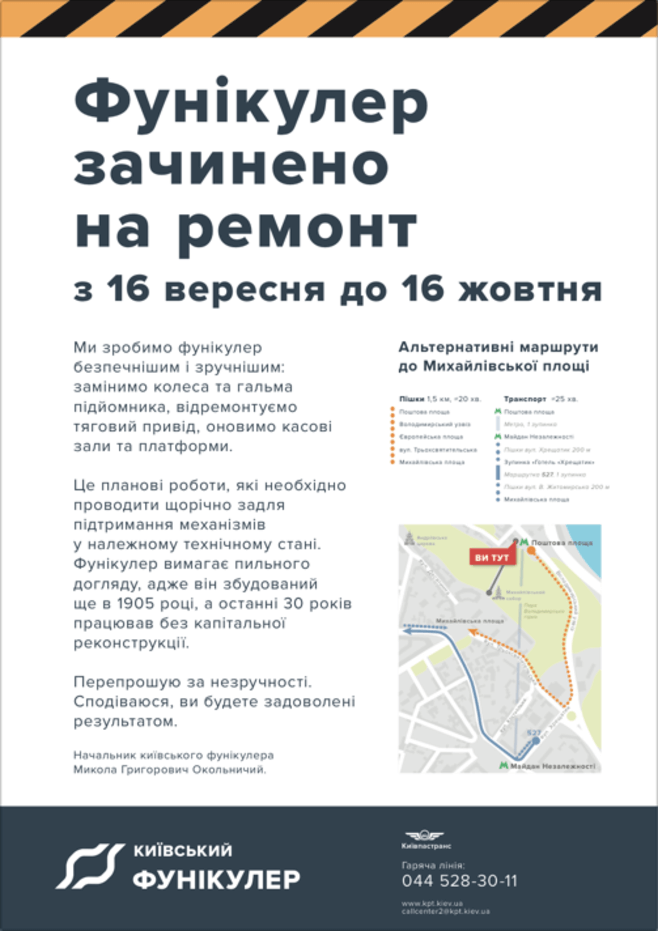 Фунікулер
зачинено
на ремонт
з 16 вересня до 16 жовтня
Ми зробимо фунікулер
безпечнішим і зручнішим:
замінимо колеса та гальма
підйомника, відремонтуємо
тяговий привід, оновимо касові
зали та платформи.
Це планові роботи, які необхідно
проводити щорічно задля
підтримання механізмів
у належному технічному стані.
Фунікулер вимагає пильного
догляду, адже він збудований
ще в 1905 році, а останні 30 років
працював без капітальної
реконструкції.
Перепрошую за незручності.
Сподіваюся, ви будете задоволені
результатом.
Начальник київського фунікулера
Микола Григорович Окольничий.
Альтернативні маршрути
до Михайлівської площі
Пішки 1,5 км, ≈20 хв.
Поштова площа
Володимирський узвіз
Європейська площа
вул. Трьохсвятительська
Михайлівська площа
Транспорт ≈25 хв.
Поштова площа
Метро, 1 зупинка
Майдан Незалежності
Пішки вул. Хрещатик 200 м
Зупинка «Готель «Хрещатик»
Маршрутка 527, 1 зупинка
Пішки вул. В. Житомирська 200 м
Михайлівська площа
Андріївська
церква
ВИ ТУТ
Поштова площа
Михайлівський
собор
Парк
Володимирська
гірка
Михайлівська площа
527
Майдан Незалежності
КИЇВСЬКИЙ
ФУНІКУЛЕР
Київпастранс
Гаряча лінія:
044 528-30-11
www.kpt.kiev.ua
callcenter2@kpt.kiev.ua